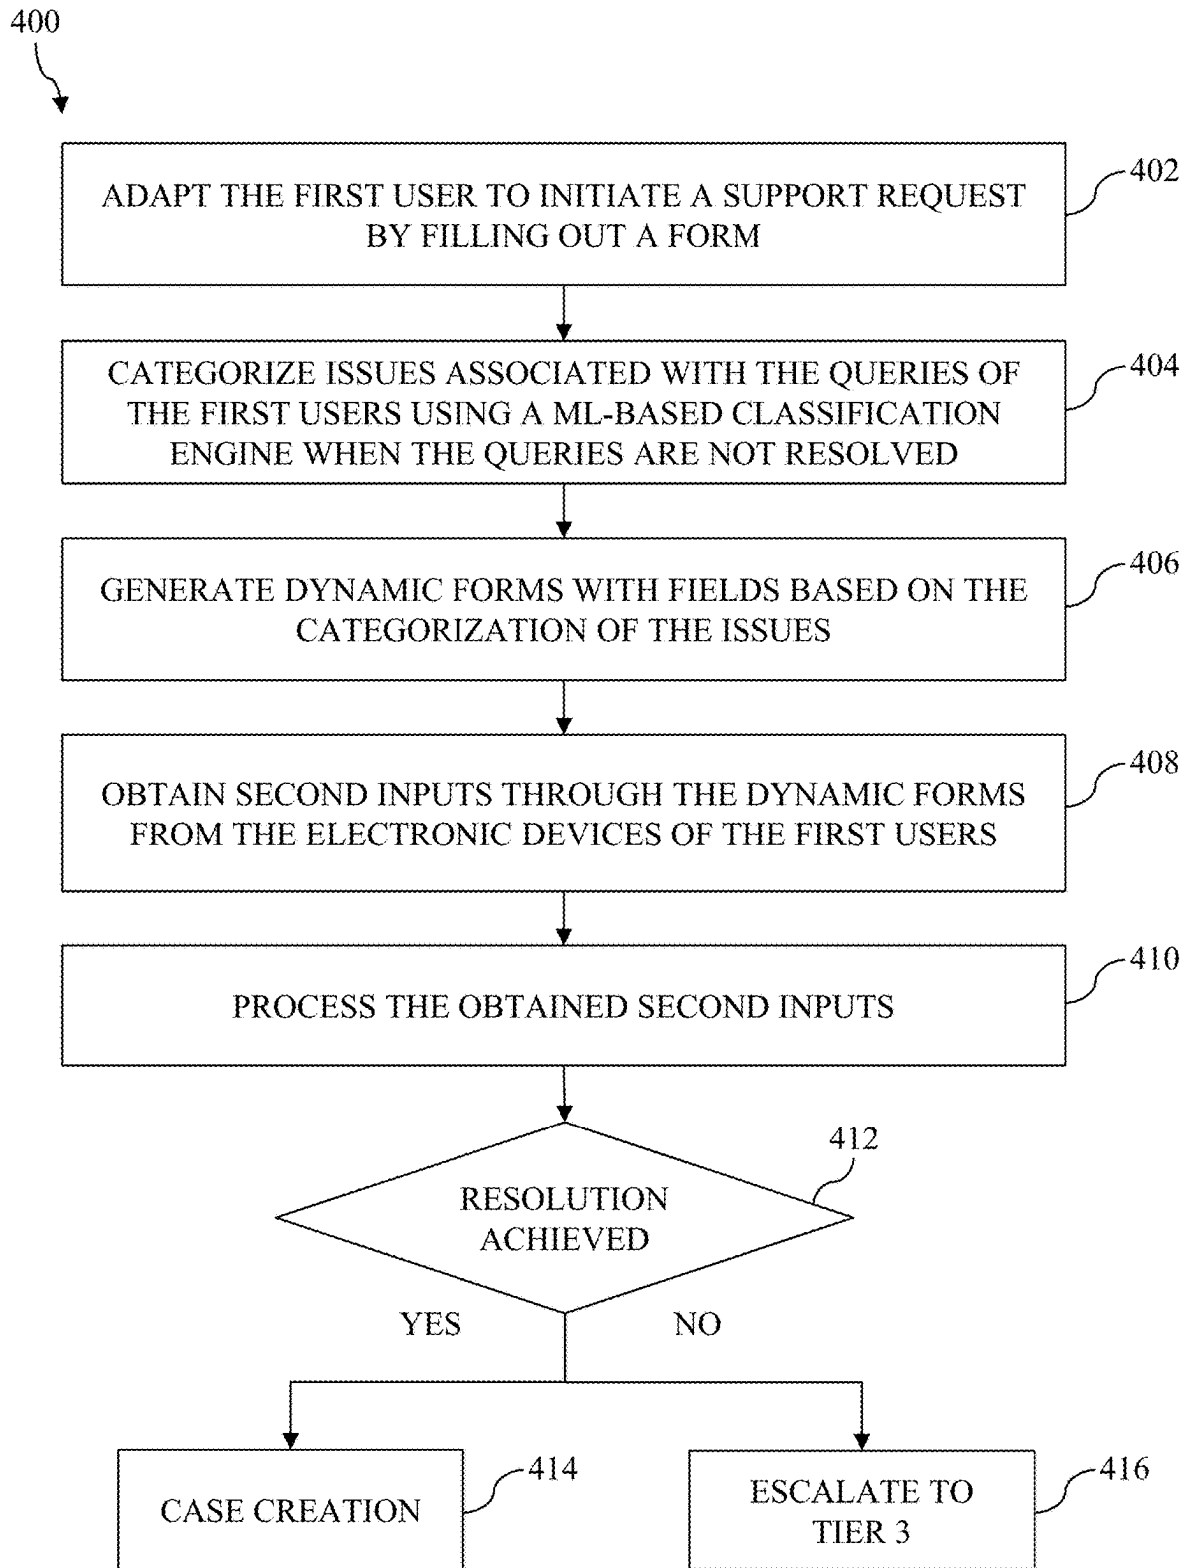 400
ADAPT THE FIRST USER TO INITIATE A SUPPORT REQUEST
BY FILLING OUT A FORM
402
CATEGORIZE ISSUES ASSOCIATED WITH THE QUERIES OF
THE FIRST USERS USING A ML-BASED CLASSIFICATION
ENGINE WHEN THE QUERIES ARE NOT RESOLVED
404
GENERATE DYNAMIC FORMS WITH FIELDS BASED ON THE
CATEGORIZATION OF THE ISSUES
406
OBTAIN SECOND INPUTS THROUGH THE DYNAMIC FORMS
FROM THE ELECTRONIC DEVICES OF THE FIRST USERS
408
PROCESS THE OBTAINED SECOND INPUTS
410
RESOLUTION
ACHIEVED
412
YES
NO
CASE CREATION
414
ESCALATE TO
TIER 3
416